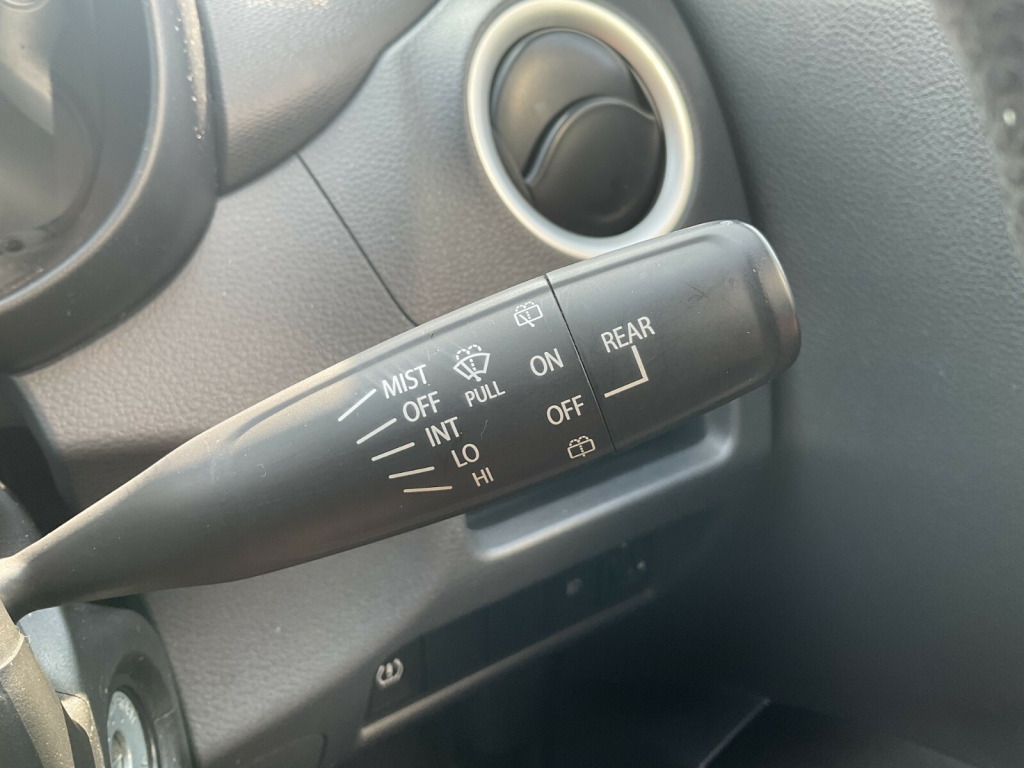 MIST
OFF
INT
LO
HI
PULL
ON
OFF
REAR